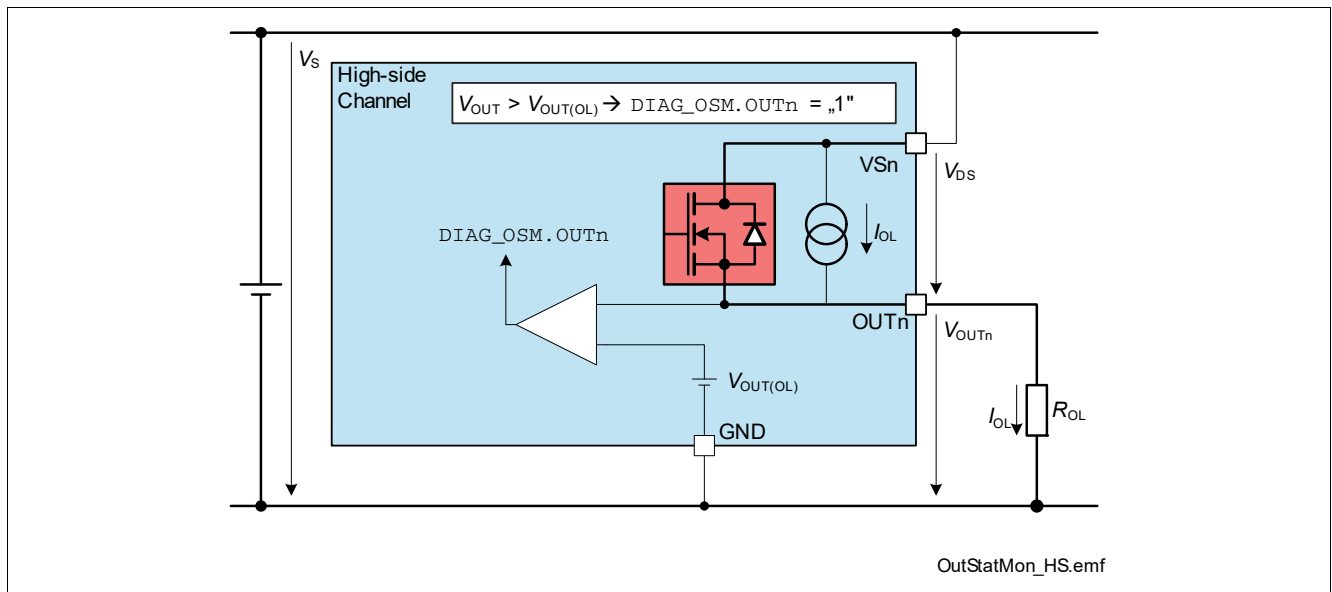 VS
High-side
Channel
VOUT > VOUT(OL) → DIAG_OSM.OUTn = „1"
VSn
VDS
IOL
DIAG_OSM.OUTn
OUTn
VOUTn
VOUT(OL)
IOL
ROL
GND
OutStatMon_HS.emf